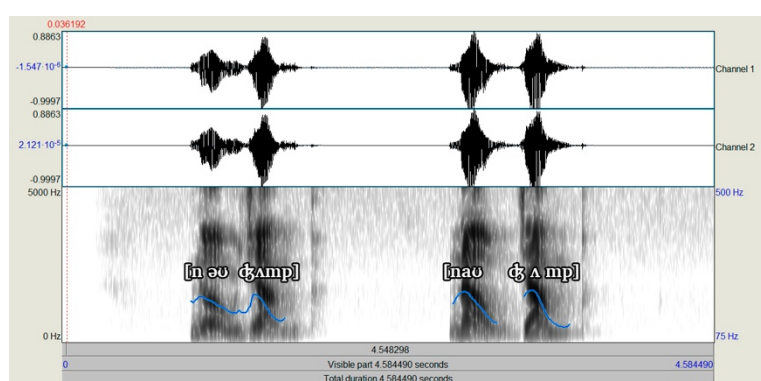 0.036192
0.8863
-1.547·10-6
Channel 1
-0.9997
0.8863
2.121·10-5
Channel 2
-0.9997
5000 Hz
500 Hz
[n əʊ ʤʌmp]
[naʊ ʤ ʌ mp]
0 Hz
75 Hz
4.548298
0
Visible part 4.584490 seconds
4.584490
Total duration 4.584490 seconds